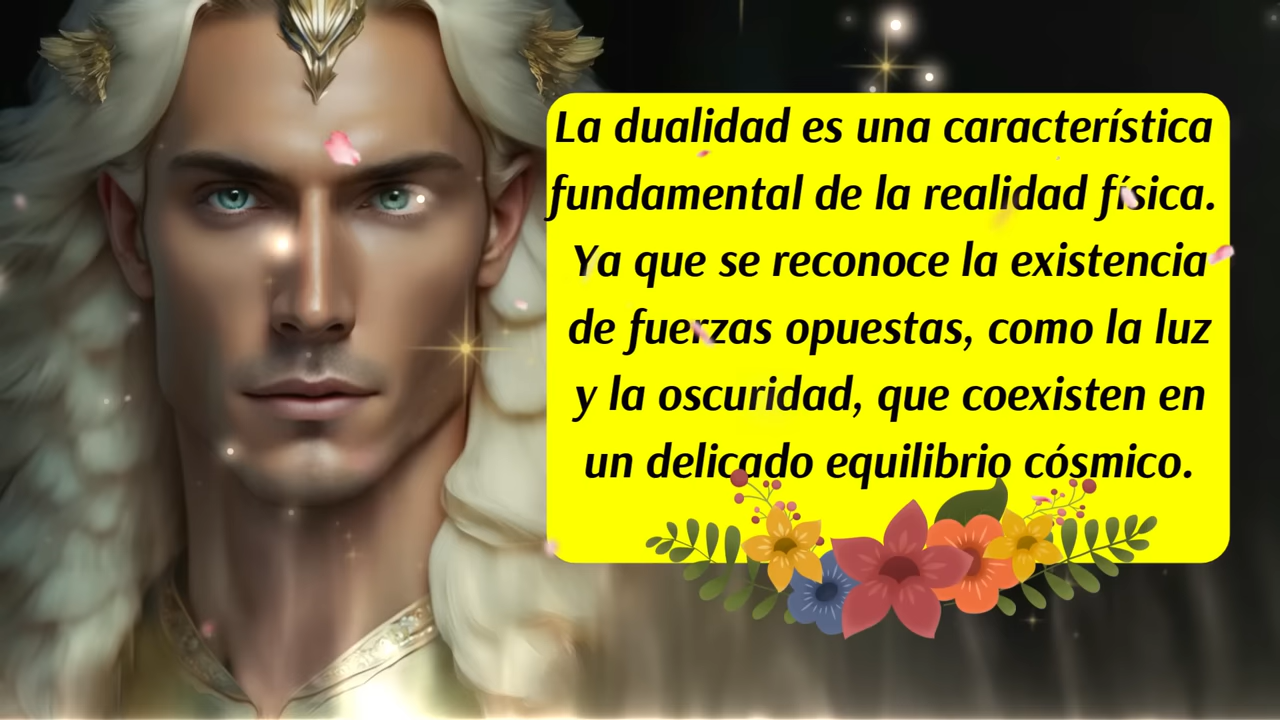 La dualidad es una característica
fundamental de la realidad física.
Ya que se reconoce la existencia
de fuerzas opuestas, como la luz
y la oscuridad, que coexisten en
un delicado equilibrio cósmico.